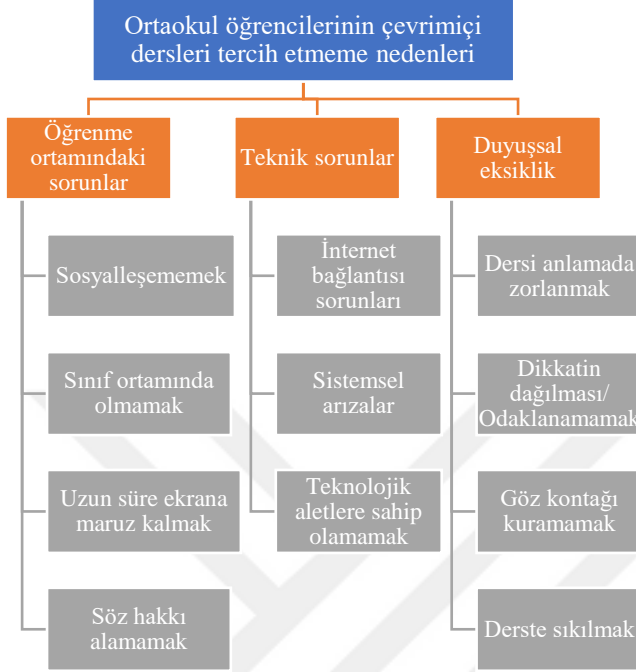 Ortaokul öğrencilerinin çevrimiçi
dersleri tercih etmeme nedenleri
Öğrenme
ortamındaki
sorunlar
Sosyalleşememek
Sınıf ortamında
olmamak
Uzun süre ekrana
maruz kalmak
Söz hakkı
alamamak
Teknik sorunlar
İnternet
bağlantısı
sorunları
Sistemsel
arızalar
Teknolojik
aletlere sahip
olamamak
Duyuşsal
eksiklik
Dersi anlamada
zorlanmak
Dikkatin
dağılması/
Odaklanamamak
Göz kontağı
kuramamak
Derste sıkılmak